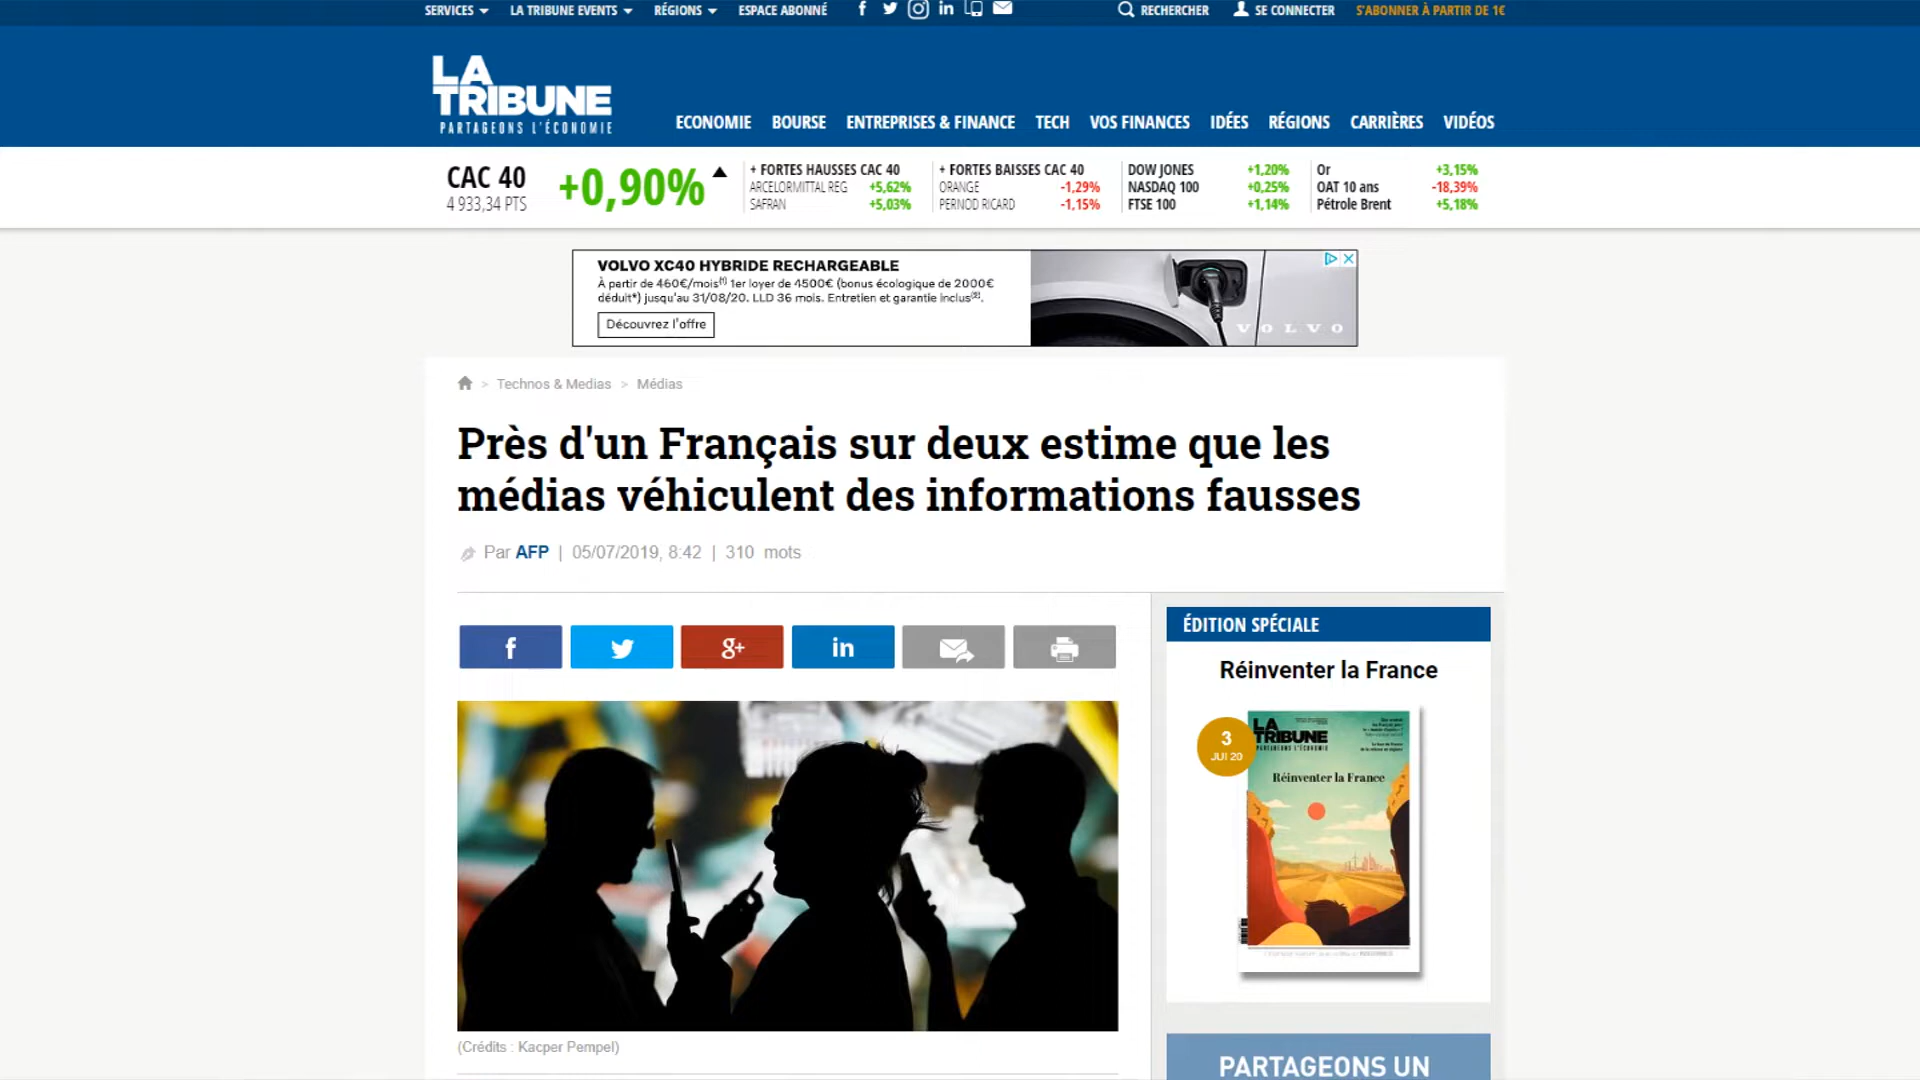 SERVICES LA TRIBUNE EVENTS RÉGIONS ESPACE ABONNÉ RECHERCHER SE CONNECTER S'ABONNER À PARTIR DE 1€
LA
TRIBUNE
PARTAGEONS L'ÉCONOMIE
ECONOMIE BOURSE ENTREPRISES & FINANCE TECH VOS FINANCES IDÉES RÉGIONS CARRIÈRES VIDÉOS
CAC 40
4 933,34 PTS
+0,90%
+ FORTES HAUSSES CAC 40
ARCELORMITTAL REG +5,62%
SAFRAN +5,03%
+ FORTES BAISSES CAC 40
ORANGE -1,29%
PERNOD RICARD -1,15%
DOW JONES +1,20%
NASDAQ 100 +0,25%
FTSE 100 +1,14%
Or +3,15%
OAT 10 ans -18,39%
Pétrole Brent +5,18%
VOLVO XC40 HYBRIDE RECHARGEABLE
À partir de 460€/mois(1) 1er loyer de 4500€ (bonus écologique de 2000€
déduit*) jusqu'au 31/08/20. LLD 36 mois. Entretien et garantie inclus(2).
Découvrez l'offre
VOLVO
> Technos & Medias > Médias
Près d'un Français sur deux estime que les
médias véhiculent des informations fausses
Par AFP | 05/07/2019, 8:42 | 310 mots
f g+ in
(Crédits : Kacper Pempel)
ÉDITION SPÉCIALE
Réinventer la France
3
JUI 20
LA
TRIBUNE
PARTAGEONS L'ÉCONOMIE
Réinventer la France
PARTAGEONS UN